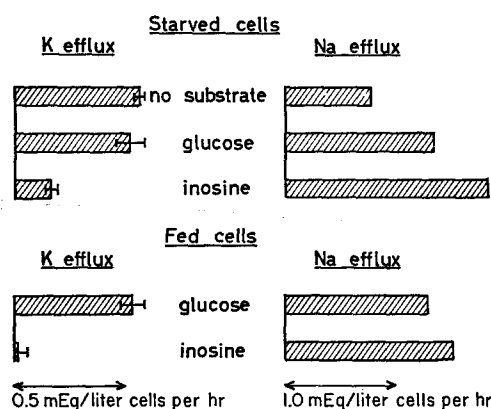 Starved cells
K efflux Na efflux
no substrate
glucose
inosine
Fed cells
K efflux Na efflux
glucose
inosine
0.5 mEq/liter cells per hr 1.0 mEq/liter cells per hr